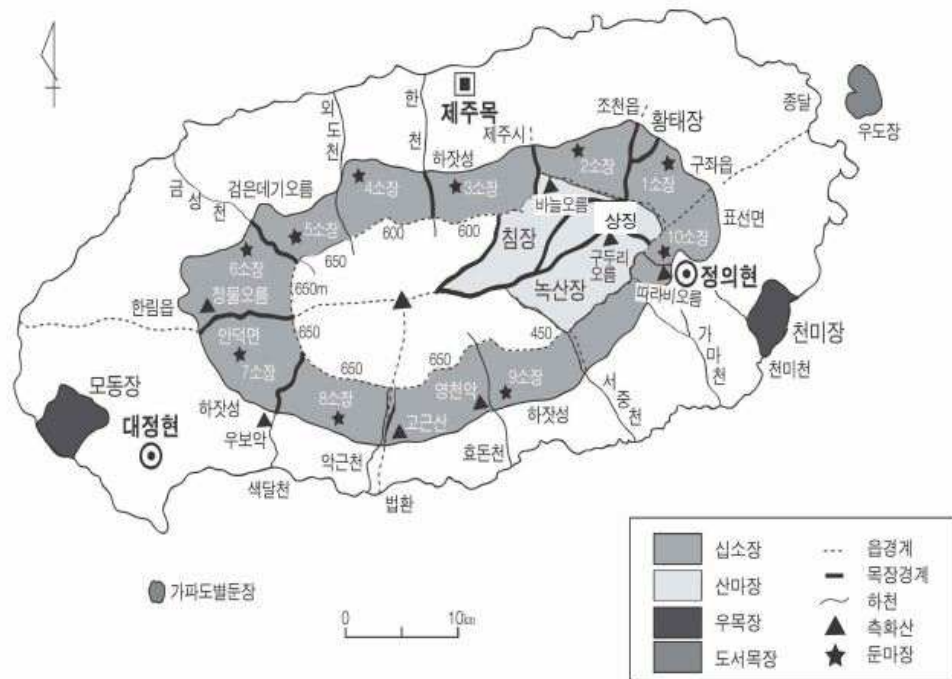 제주목
한천
외도천
조천읍
황태장
종달
우도장
제주시
하잣성
2소장
구좌읍
1소장
검은데기오름
4소장
3소장
바늘오름
금성천
5소장
600
600
침장
상징
표선면
10소장
650
구두리
오름
6소장
650m
녹산장
정의현
정물오름
따라비오름
한림읍
650
450
가마천
천미장
안덕면
650
650
천미천
7소장
영천악
9소장
서중천
모동장
8소장
하잣성
하잣성
고근산
대정현
우보악
악근천
효돈천
색달천
법환
가파도별둔장
0 10km
십소장
읍경계
산마장
목장경계
하천
우목장
측화산
도서목장
둔마장